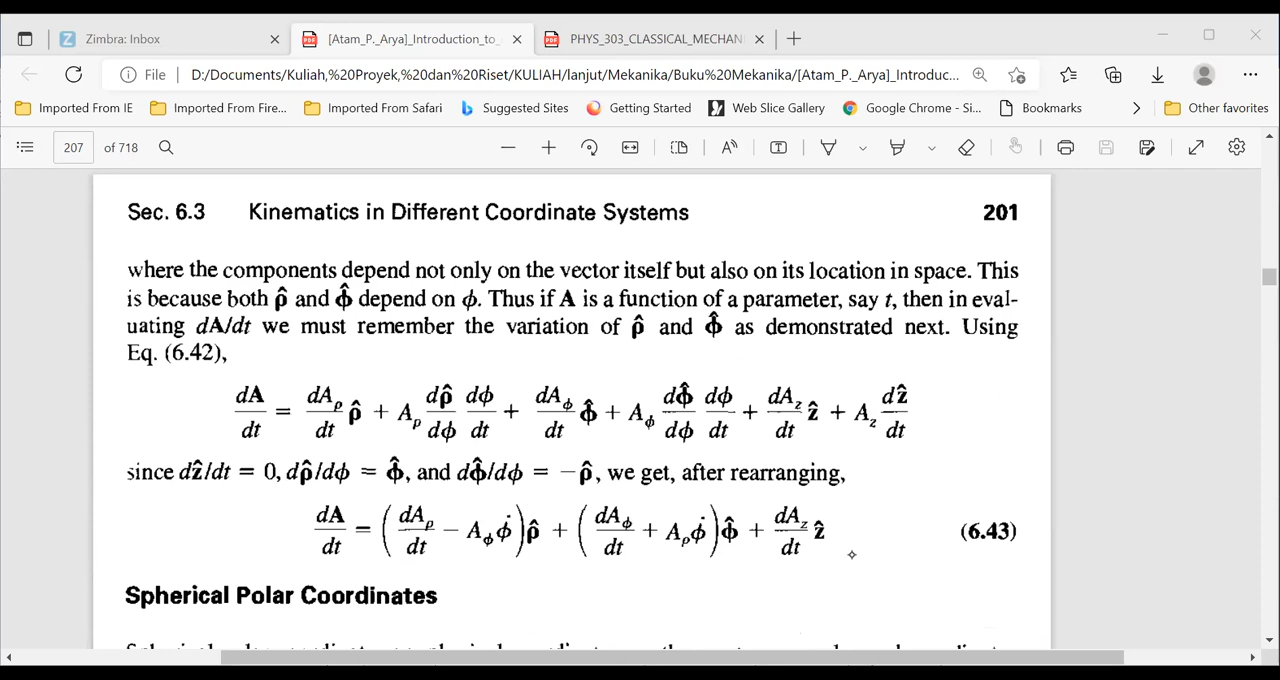 Zimbra: Inbox
[Atam_P._Arya]_Introduction_to_
PHYS_303_CLASSICAL_MECHAN
File D:/Documents/Kuliah,%20Proyek,%20dan%20Riset/KULIAH/lanjut/Mekanika/Buku%20Mekanika/[Atam_P._Arya]_Introduc...
Imported From IE Imported From Fire... Imported From Safari Suggested Sites Getting Started Web Slice Gallery Google Chrome - Si... Bookmarks Other favorites
207 of 718
Sec. 6.3 Kinematics in Different Coordinate Systems 201
where the components depend not only on the vector itself but also on its location in space. This
is because both ρ̂ and ϕ̂ depend on ϕ. Thus if A is a function of a parameter, say t, then in eval-
uating dA/dt we must remember the variation of ρ̂ and ϕ̂ as demonstrated next. Using
Eq. (6.42),
dA/dt = dA_ρ/dt ρ̂ + A_ρ dρ̂/dϕ dϕ/dt + dA_ϕ/dt ϕ̂ + A_ϕ dϕ̂/dϕ dϕ/dt + dA_z/dt ẑ + A_z dẑ/dt
since dẑ/dt = 0, dρ̂/dϕ = ϕ̂, and dϕ̂/dϕ = −ρ̂, we get, after rearranging,
dA/dt = (dA_ρ/dt − A_ϕ ϕ̇) ρ̂ + (dA_ϕ/dt + A_ρ ϕ̇) ϕ̂ + dA_z/dt ẑ (6.43)
Spherical Polar Coordinates